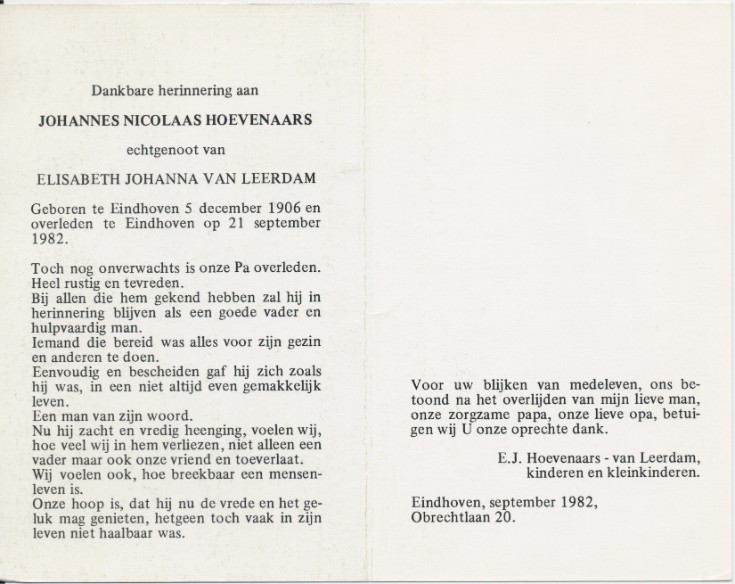 Dankbare herinnering aan
JOHANNES NICOLAAS HOEVENAARS
echtgenoot van
ELISABETH JOHANNA VAN LEERDAM
Geboren te Eindhoven 5 december 1906 en
overleden te Eindhoven op 21 september
1982.
Toch nog onverwachts is onze Pa overleden.
Heel rustig en tevreden.
Bij allen die hem gekend hebben zal hij in
herinnering blijven als een goede vader en
hulpvaardig man.
Iemand die bereid was alles voor zijn gezin
en anderen te doen.
Eenvoudig en bescheiden gaf hij zich zoals
hij was, in een niet altijd even gemakkelijk
leven.
Een man van zijn woord.
Nu hij zacht en vredig heenging, voelen wij,
hoe veel wij in hem verliezen, niet alleen een
vader maar ook onze vriend en toeverlaat.
Wij voelen ook, hoe breekbaar een mensen-
leven is.
Onze hoop is, dat hij nu de vrede en het ge-
luk mag genieten, hetgeen toch vaak in zijn
leven niet haalbaar was.
Voor uw blijken van medeleven, ons be-
toond na het overlijden van mijn lieve man,
onze zorgzame papa, onze lieve opa, betui-
gen wij U onze oprechte dank.
E.J. Hoevenaars - van Leerdam,
kinderen en kleinkinderen.
Eindhoven, september 1982,
Obrechtlaan 20.